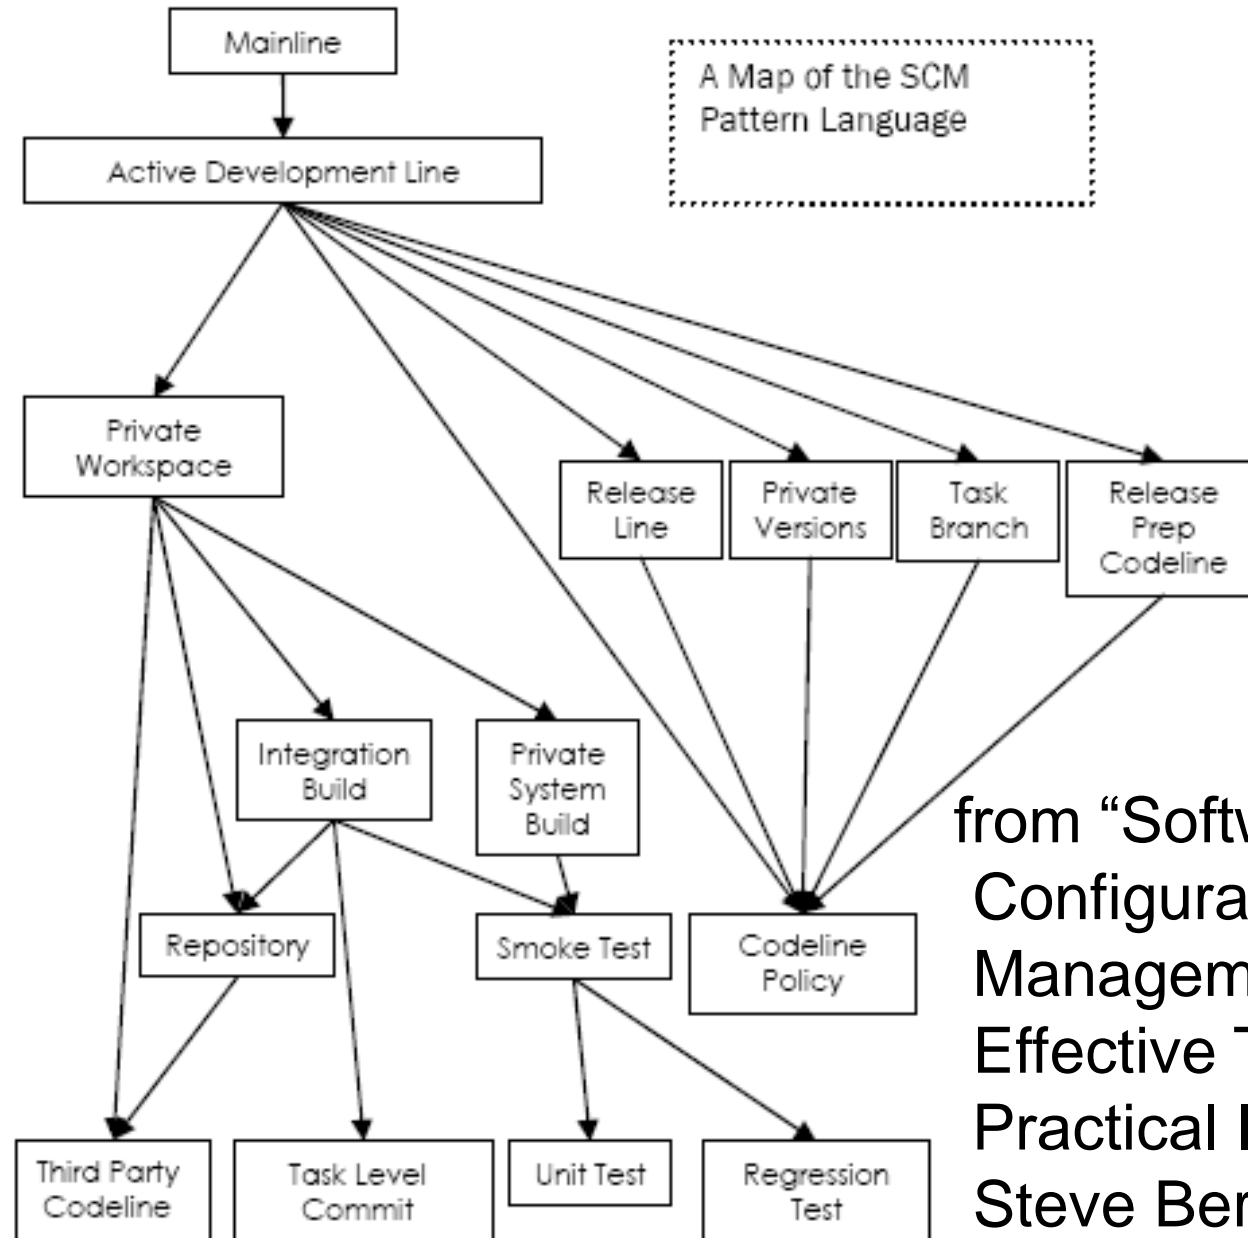 Mainline
A Map of the SCM
Pattern Language
Active Development Line
Private
Workspace
Release
Line
Private
Versions
Task
Branch
Release
Prep
Codeline
Integration
Build
Private
System
Build
from “Softw
Configura
Managem
Effective T
Practical
Steve Ber
Repository
Smoke Test
Codeline
Policy
Third Party
Codeline
Task Level
Commit
Unit Test
Regression
Test